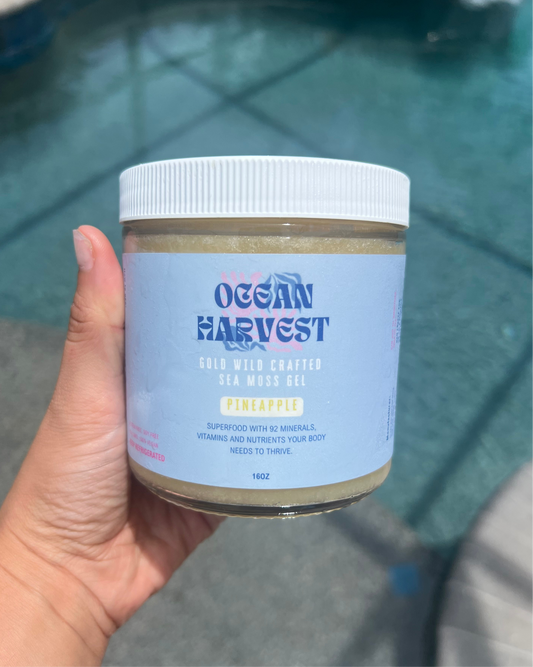 OCEAN
HARVEST
GOLD WILD CRAFTED
SEA MOSS GEL
PINEAPPLE
SUPERFOOD WITH 92 MINERALS,
VITAMINS AND NUTRIENTS YOUR BODY
NEEDS TO THRIVE.
16OZ